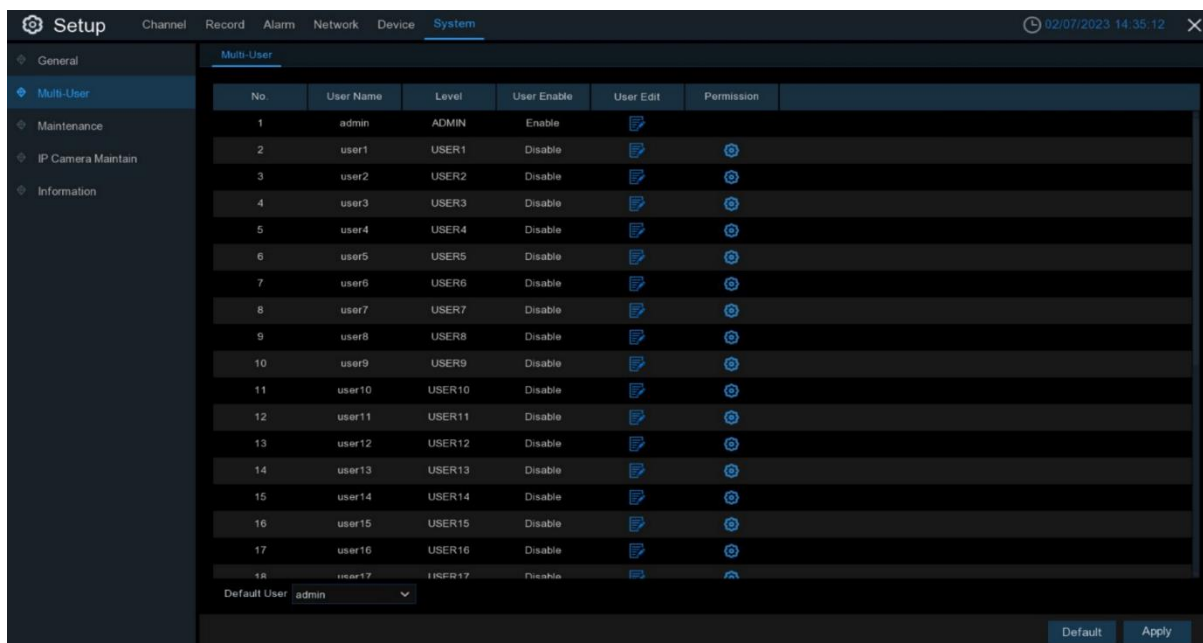 Setup Channel Record Alarm Network Device System 02/07/2023 14:35:12
General
Multi-User
Maintenance
IP Camera Maintain
Information
Multi-User
No. User Name Level User Enable User Edit Permission
1 admin ADMIN Enable
2 user1 USER1 Disable
3 user2 USER2 Disable
4 user3 USER3 Disable
5 user4 USER4 Disable
6 user5 USER5 Disable
7 user6 USER6 Disable
8 user7 USER7 Disable
9 user8 USER8 Disable
10 user9 USER9 Disable
11 user10 USER10 Disable
12 user11 USER11 Disable
13 user12 USER12 Disable
14 user13 USER13 Disable
15 user14 USER14 Disable
16 user15 USER15 Disable
17 user16 USER16 Disable
18 user17 USER17 Disable
Default User admin
Default Apply